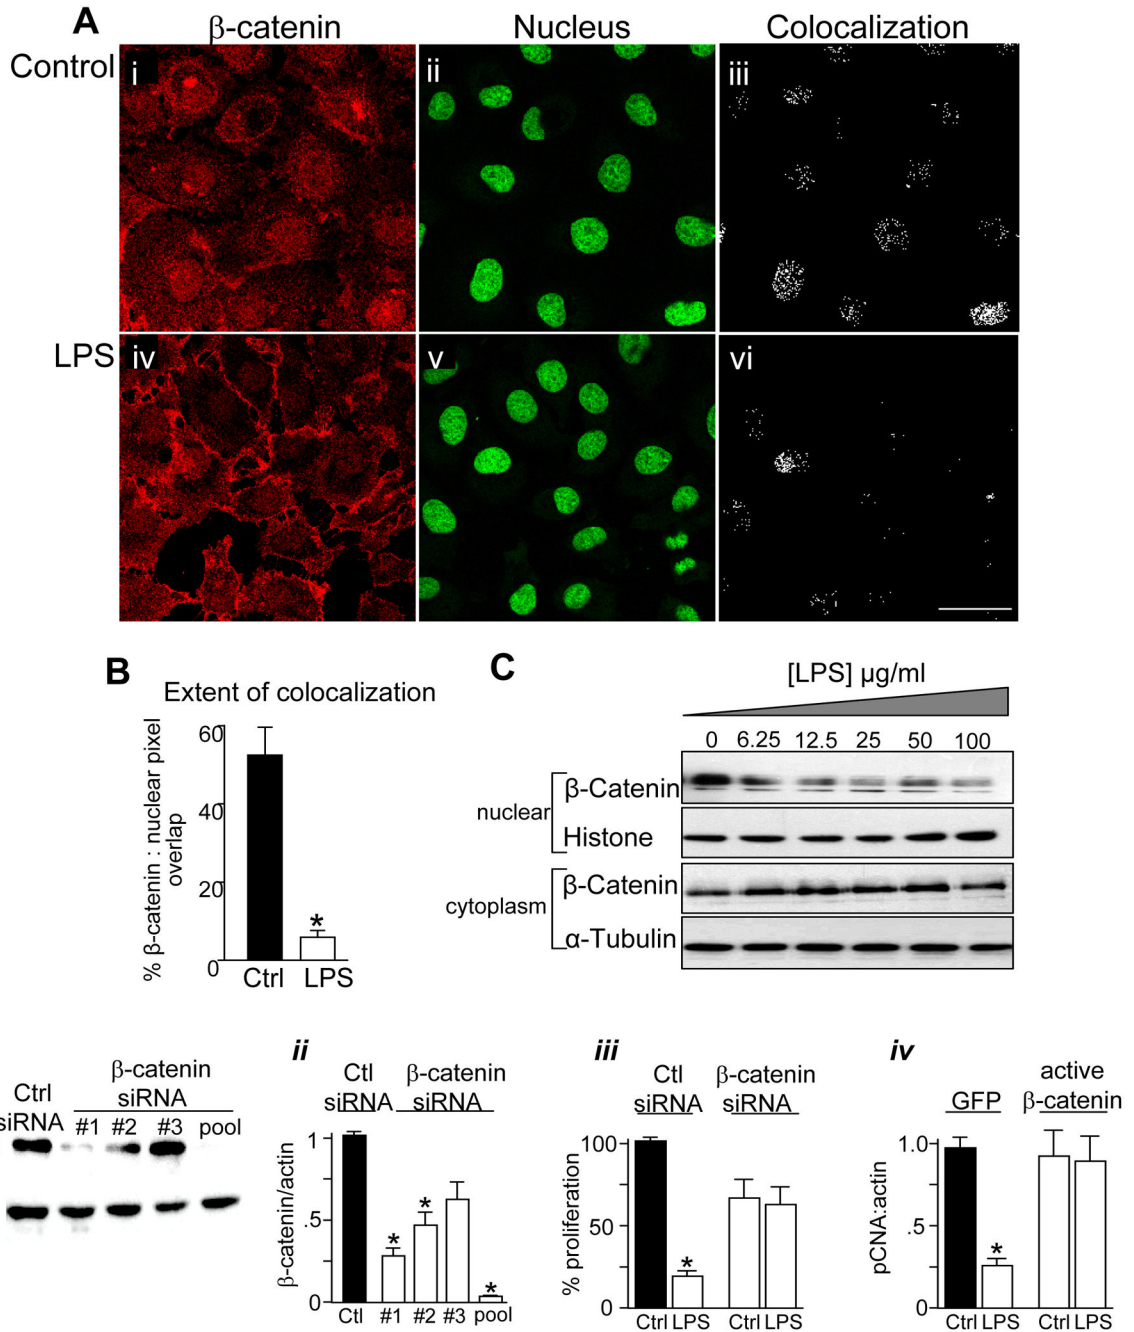 A
β-catenin Nucleus Colocalization
Control
i ii iii
LPS
iv v vi
B
Extent of colocalization
% β-catenin : nuclear pixel
overlap
60
40
20
0
*
Ctrl LPS
C
[LPS] µg/ml
0 6.25 12.5 25 50 100
nuclear
β-Catenin
Histone
cytoplasm
β-Catenin
α-Tubulin
Ctrl
siRNA
β-catenin
siRNA
#1 #2 #3 pool
ii
Ctl
siRNA
β-catenin
siRNA
β-catenin/actin
1
.5
0
* * *
Ctl #1 #2 #3 pool
iii
Ctl
siRNA
β-catenin
siRNA
% proliferation
100
50
0
*
Ctrl LPS Ctrl LPS
iv
GFP
active
β-catenin
pCNA:actin
1.0
.5
0
*
Ctrl LPS Ctrl LPS